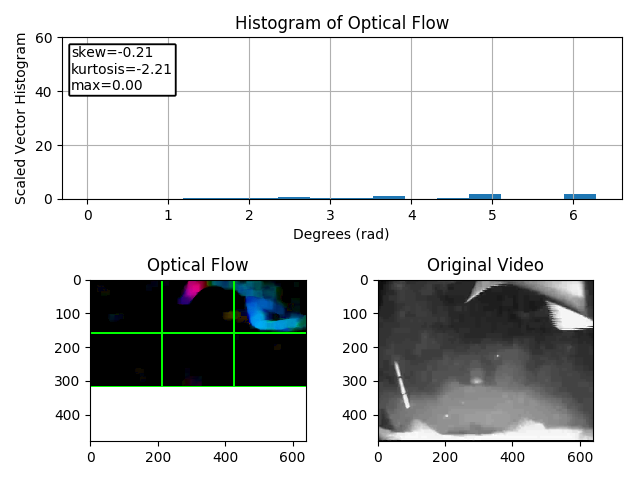 Histogram of Optical Flow
skew=-0.21
kurtosis=-2.21
max=0.00
Scaled Vector Histogram
60
40
20
0
0 1 2 3 4 5 6
Degrees (rad)
Optical Flow
0
100
200
300
400
0 200 400 600
Original Video
0
100
200
300
400
0 200 400 600